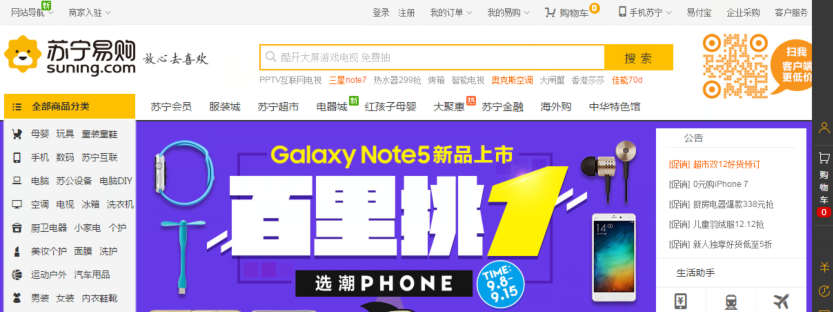 网站导航 新 商家入驻 登录 注册 我的订单 我的易购 购物车 0 手机苏宁 易付宝 企业采购 客户服务
苏宁易购
suning.com
放心去喜欢
酷开大屏游戏电视 免费抽
搜 索
PPTV互联网电视 三星note7 热水器299抢 烤箱 智能电视 奥克斯空调 大闸蟹 香港莎莎 佳能70d
扫我
客户端
更低价
全部商品分类
苏宁会员 服装城 苏宁超市 电器城 新 红孩子母婴 大聚惠 苏宁金融 海外购 中华特色馆
母婴 玩具 童装童鞋
手机 数码 苏宁互联
电脑 苏公设备 电脑DIY
空调 电视 冰箱 洗衣机
厨卫电器 小家电 个护
美妆个护 面膜 洗护
运动户外 汽车用品
男装 女装 内衣鞋靴
Galaxy Note5新品上市
百里挑1
选潮PHONE
TIME:
9.8-
9.15
公告
[促销] 超市双12好货预订
[促销] 0元购iPhone 7
[促销] 厨房电器爆款338元抢
[促销] 儿童羽绒服12.12抢
[促销] 新人抽享好货低至5折
生活助手
购
物
车
0